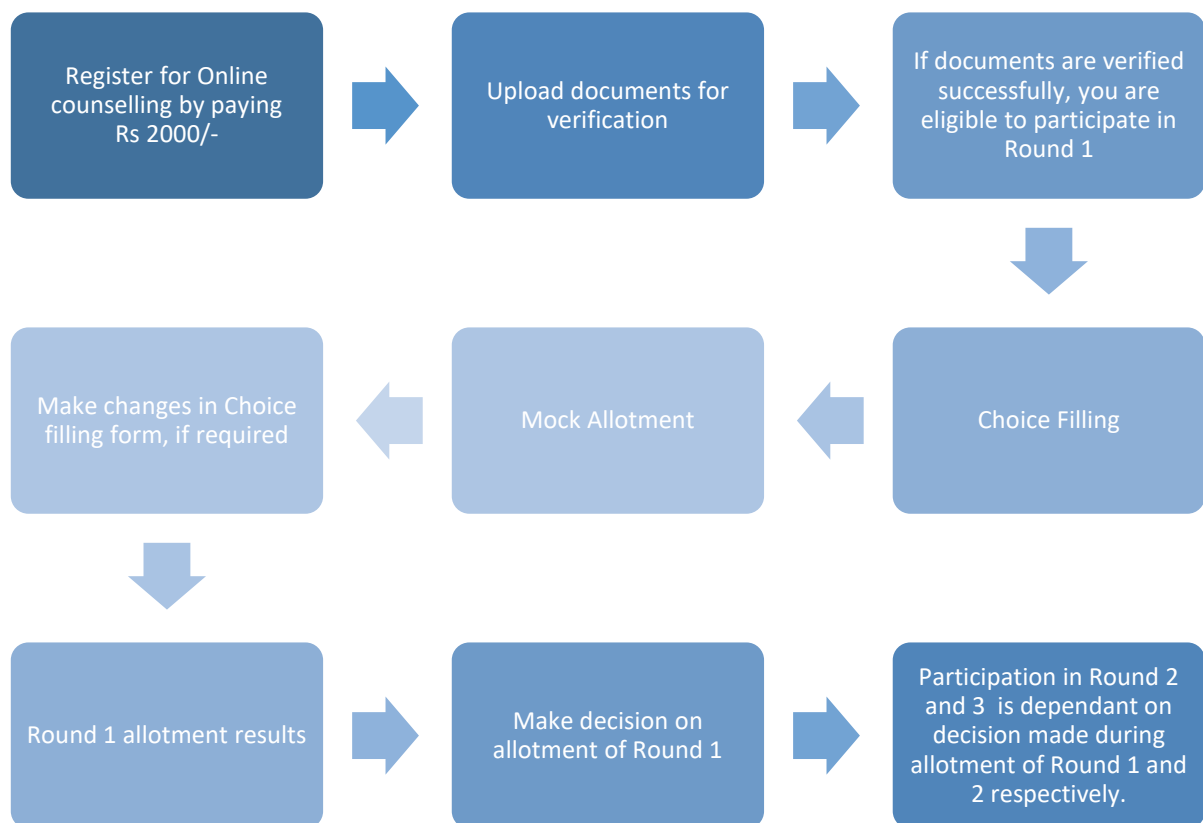 Register for Online
counselling by paying
Rs 2000/-
Upload documents for
verification
If documents are verified
successfully, you are
eligible to participate in
Round 1
Choice Filling
Mock Allotment
Make changes in Choice
filling form, if required
Round 1 allotment results
Make decision on
allotment of Round 1
Participation in Round 2
and 3 is dependant on
decision made during
allotment of Round 1 and
2 respectively.